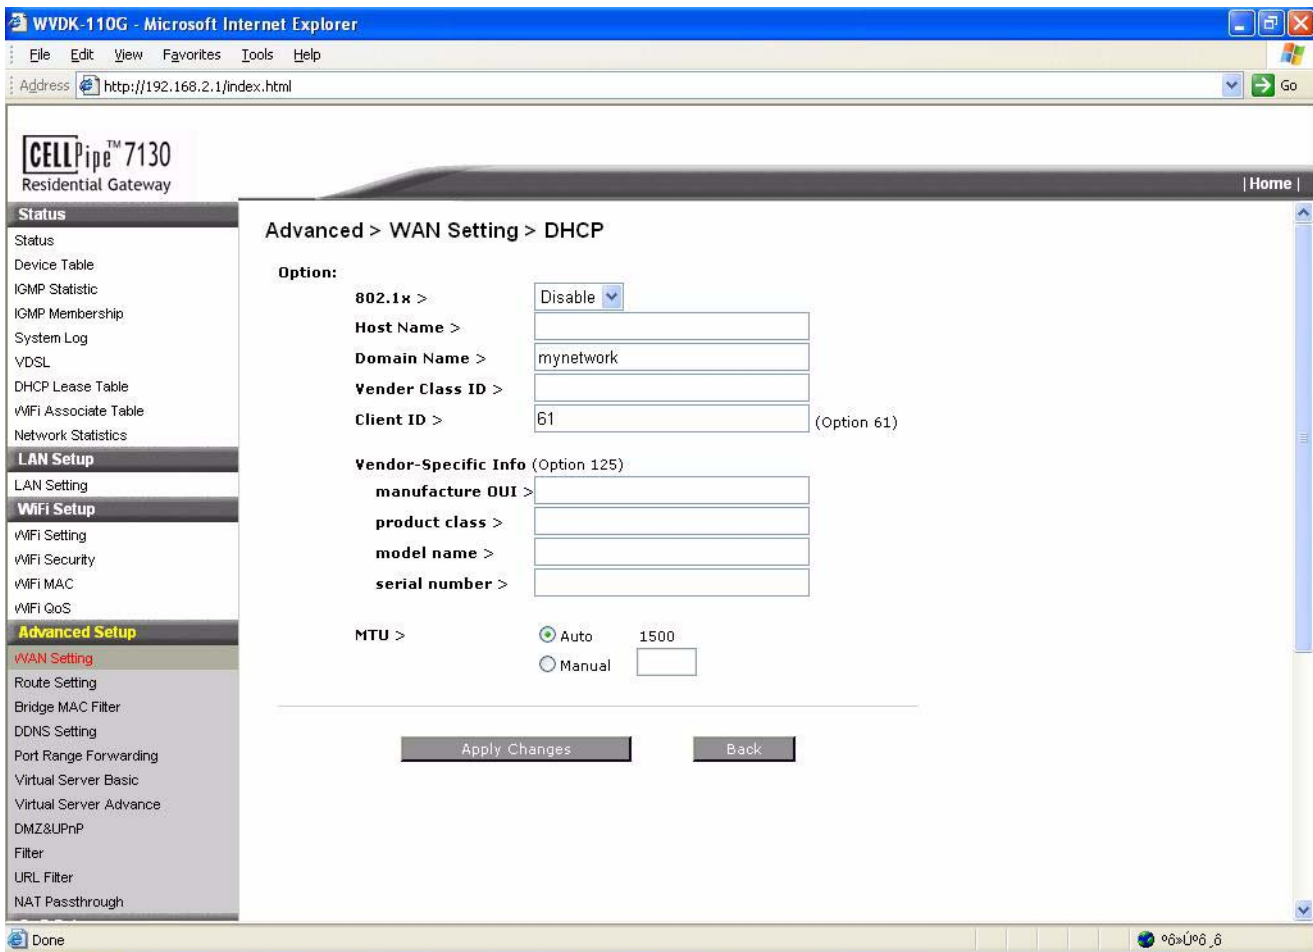 WVDK-110G - Microsoft Internet Explorer
File Edit View Favorites Tools Help
Address http://192.168.2.1/index.html Go
CELLPipe™ 7130
Residential Gateway
| Home |
Status
Status
Device Table
IGMP Statistic
IGMP Membership
System Log
VDSL
DHCP Lease Table
WiFi Associate Table
Network Statistics
LAN Setup
LAN Setting
WiFi Setup
WiFi Setting
WiFi Security
WiFi MAC
WiFi QoS
Advanced Setup
WAN Setting
Route Setting
Bridge MAC Filter
DDNS Setting
Port Range Forwarding
Virtual Server Basic
Virtual Server Advance
DMZ&UPnP
Filter
URL Filter
NAT Passthrough
Advanced > WAN Setting > DHCP
Option:
802.1x > Disable
Host Name >
Domain Name > mynetwork
Vender Class ID >
Client ID > 61 (Option 61)
Vendor-Specific Info (Option 125)
manufacture OUI >
product class >
model name >
serial number >
MTU > Auto 1500
Manual
Apply Changes Back
Done